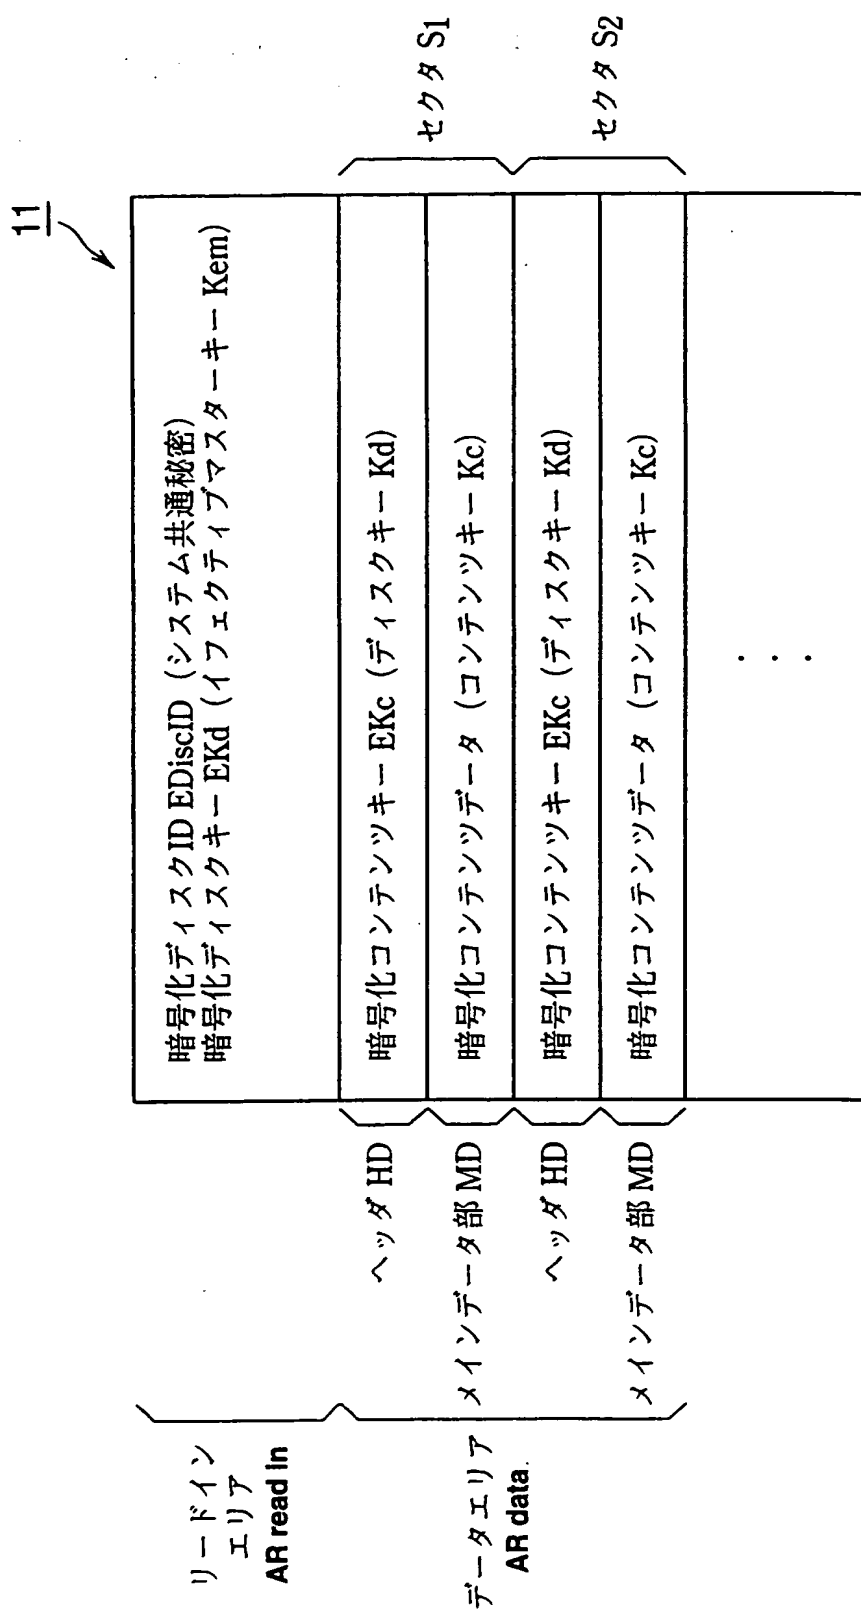 11
リードイン
エリア
AR read in
暗号化ディスクID EDiscID (システム共通秘密)
暗号化ディスクキー EKd (イフェクティブマスターキー Kem)
データエリア
AR data.
ヘッダ HD
暗号化コンテンツキー EKc (ディスクキー Kd)
セクタ S1
メインデータ部 MD
暗号化コンテンツデータ (コンテンツキー Kc)
ヘッダ HD
暗号化コンテンツキー EKc (ディスクキー Kd)
セクタ S2
メインデータ部 MD
暗号化コンテンツデータ (コンテンツキー Kc)
. . .